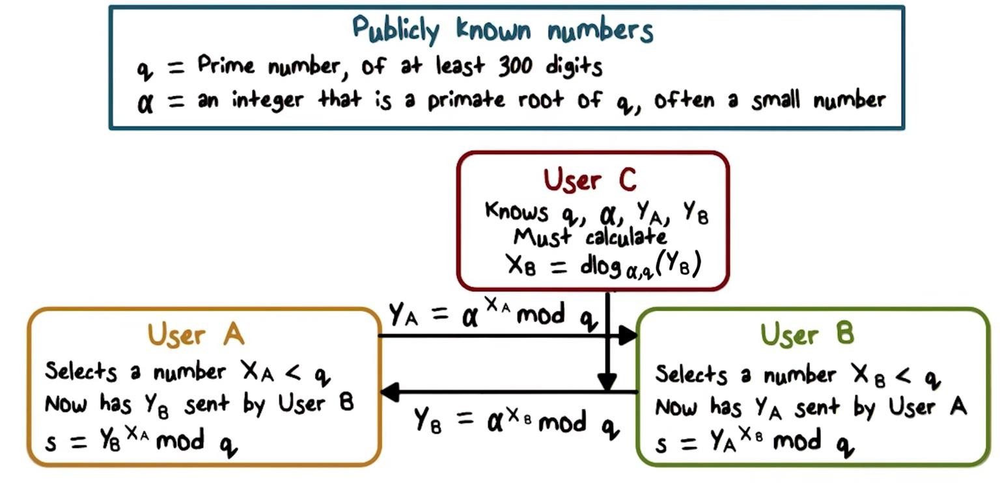 Publicly known numbers
q = Prime number, of at least 300 digits
α = an integer that is a primate root of q, often a small number
User C
Knows q, α, YA, YB
Must calculate
XB = dlog α,q (YB)
YA = α^XA mod q
User A
Selects a number XA < q
Now has YB sent by User B
s = YB^XA mod q
YB = α^XB mod q
User B
Selects a number XB < q
Now has YA sent by User A
s = YA^XB mod q